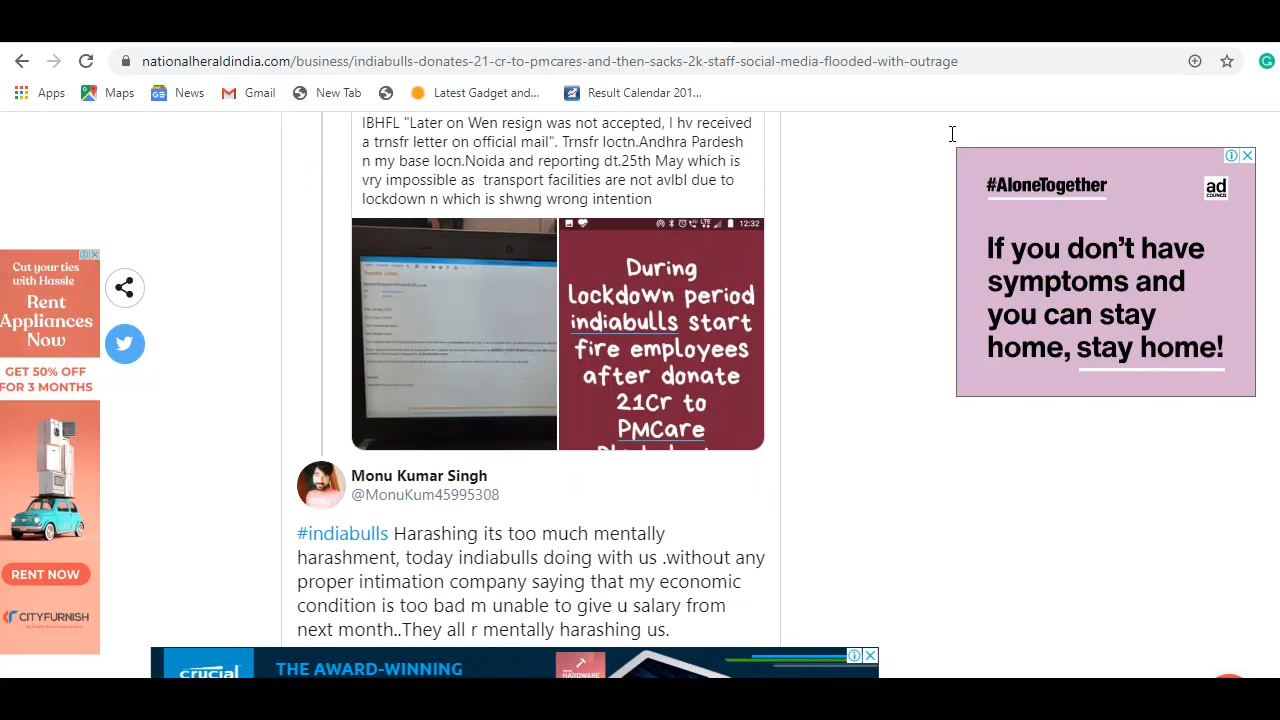 nationalheraldindia.com/business/indiabulls-donates-21-cr-to-pmcares-and-then-sacks-2k-staff-social-media-flooded-with-outrage
Apps Maps News Gmail New Tab Latest Gadget and... Result Calendar 201...
IBHFL "Later on Wen resign was not accepted, I hv received
a trnsfr letter on official mail". Trnsfr loctn.Andhra Pardesh
n my base locn.Noida and reporting dt.25th May which is
vry impossible as transport facilities are not avlbl due to
lockdown n which is shwng wrong intention
12:32
During
lockdown period
indiabulls start
fire employees
after donate
21Cr to
PMCare
Monu Kumar Singh
@MonuKum45995308
#indiabulls Harashing its too much mentally
harashment, today indiabulls doing with us .without any
proper intimation company saying that my economic
condition is too bad m unable to give u salary from
next month..They all r mentally harashing us.
Cut your ties
with Hassle
Rent
Appliances
Now
GET 50% OFF
FOR 3 MONTHS
RENT NOW
CITYFURNISH
#AloneTogether
ad
COUNCIL
If you don't have
symptoms and
you can stay
home, stay home!
crucial
THE AWARD-WINNING
HARDWARE